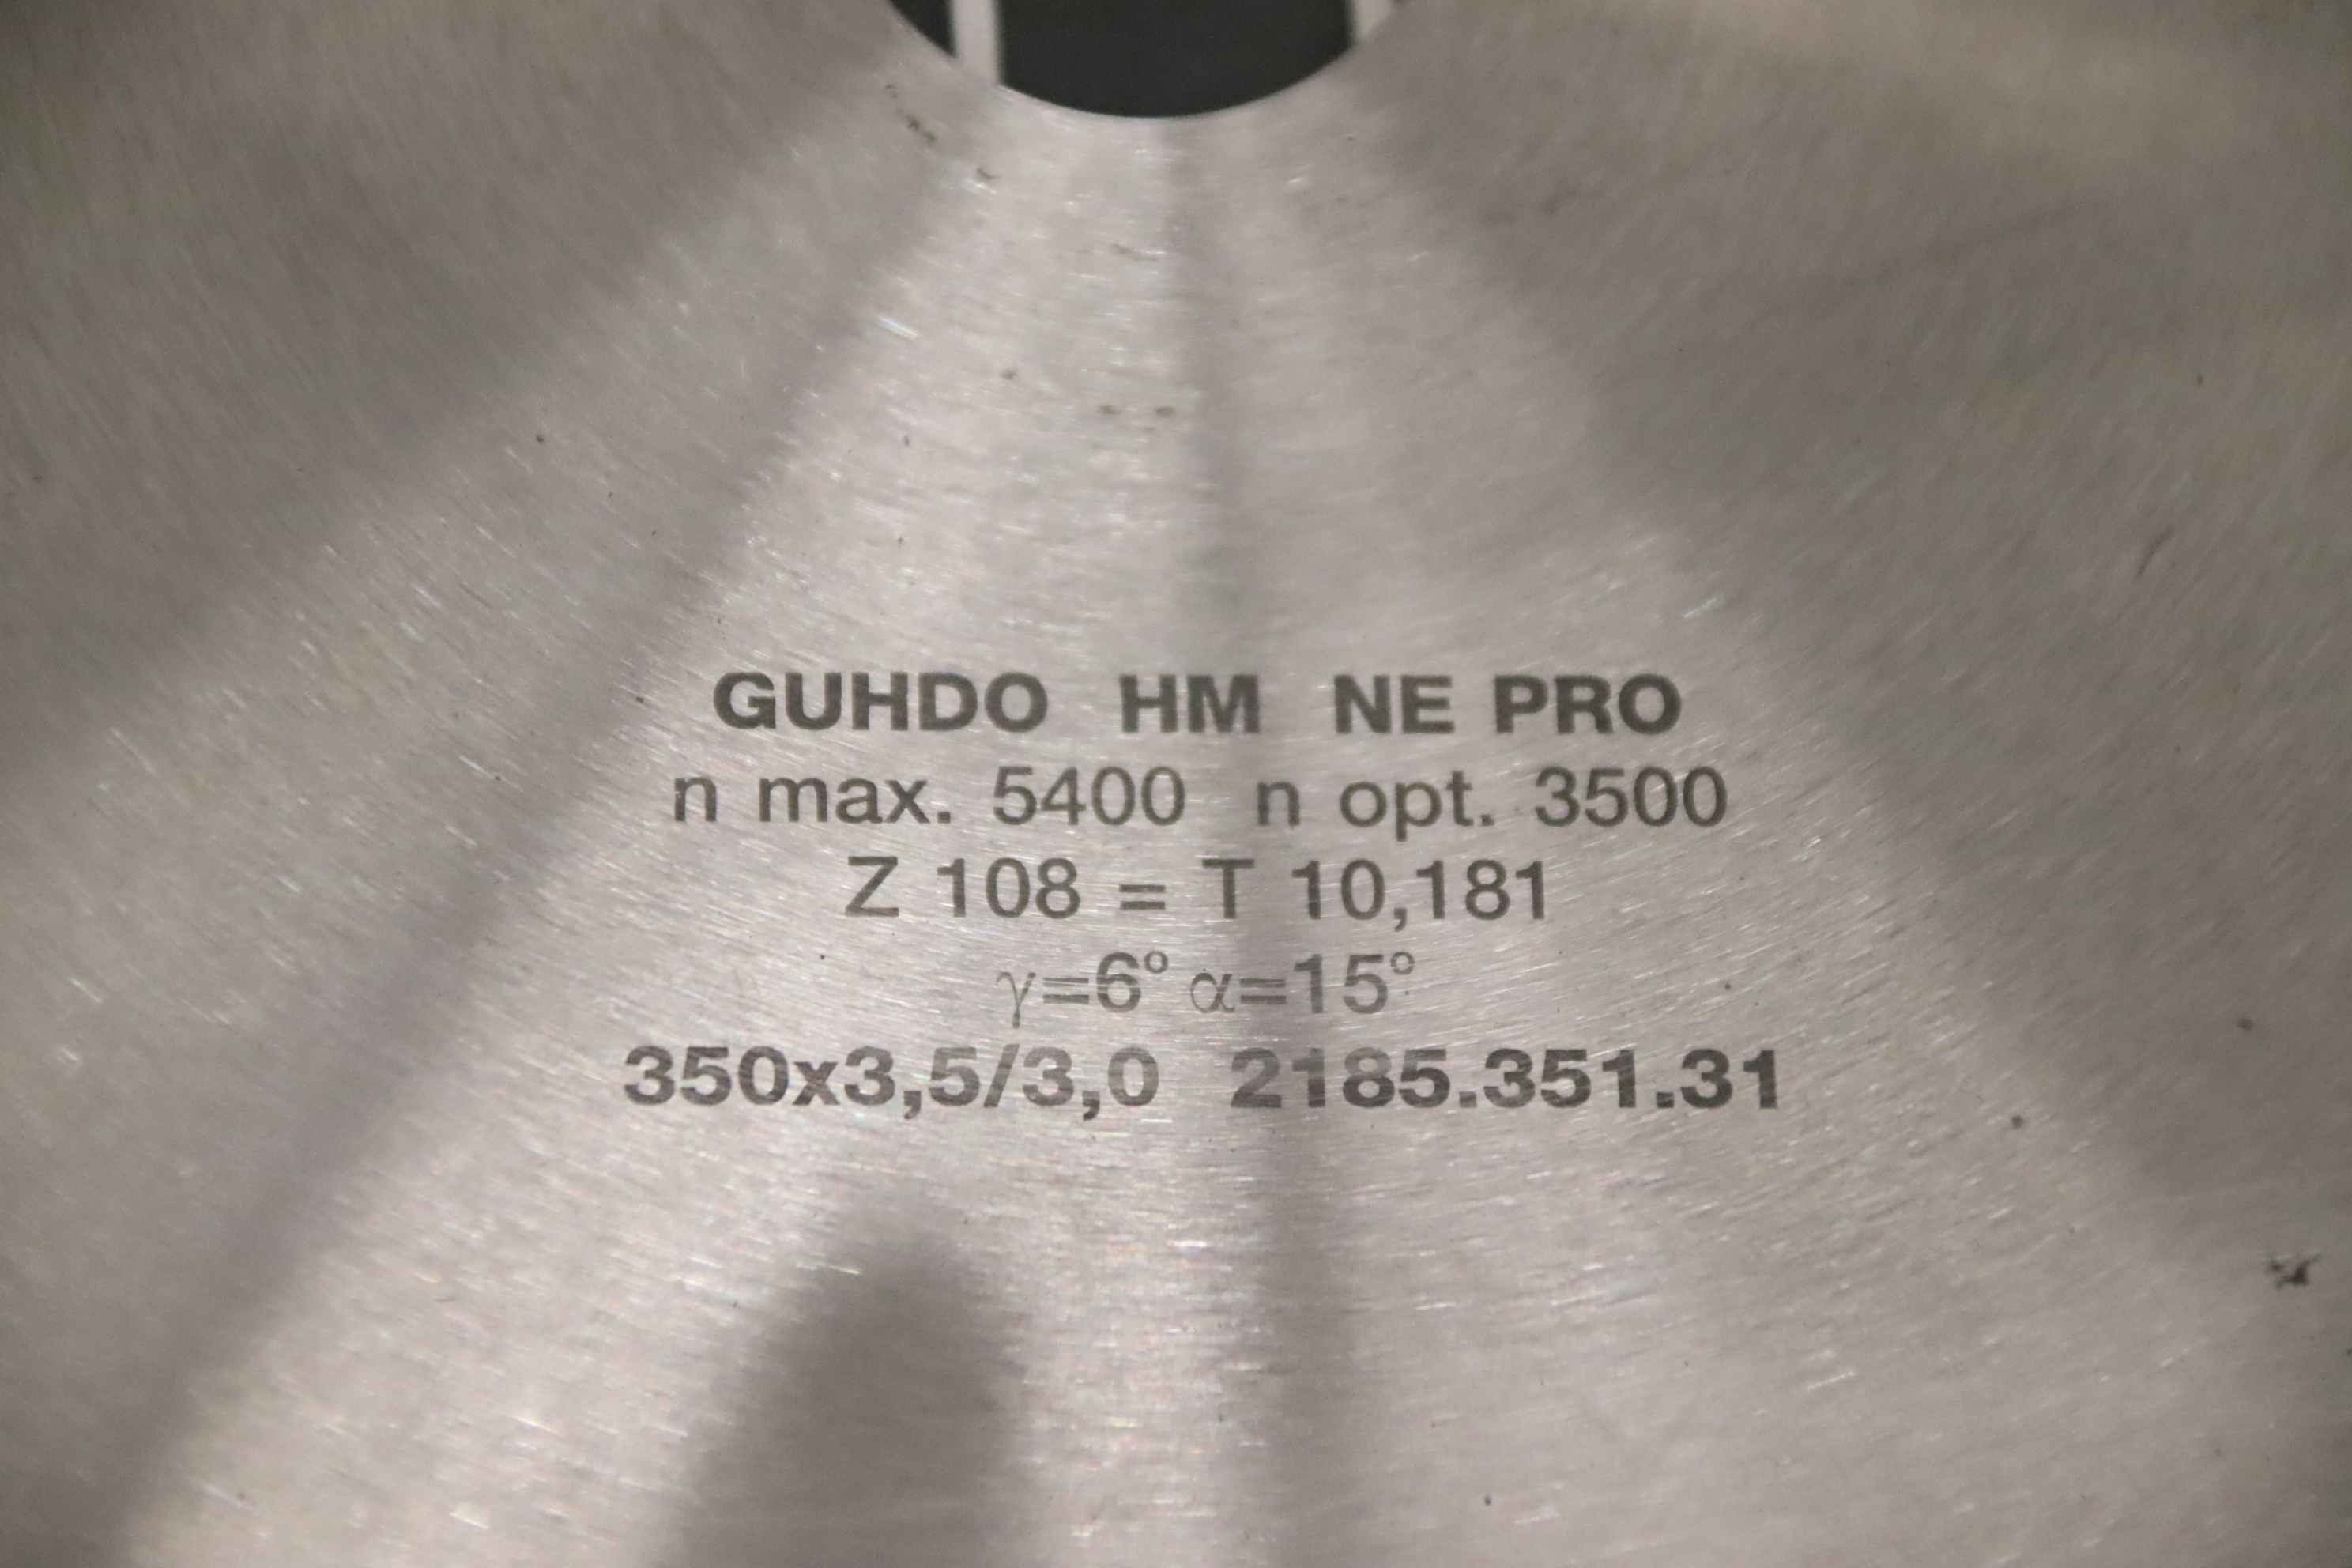 GUHDO HM NE PRO
n max. 5400 n opt. 3500
Z 108 = T 10,181
γ=6° α=15°
350x3,5/3,0 2185.351.31